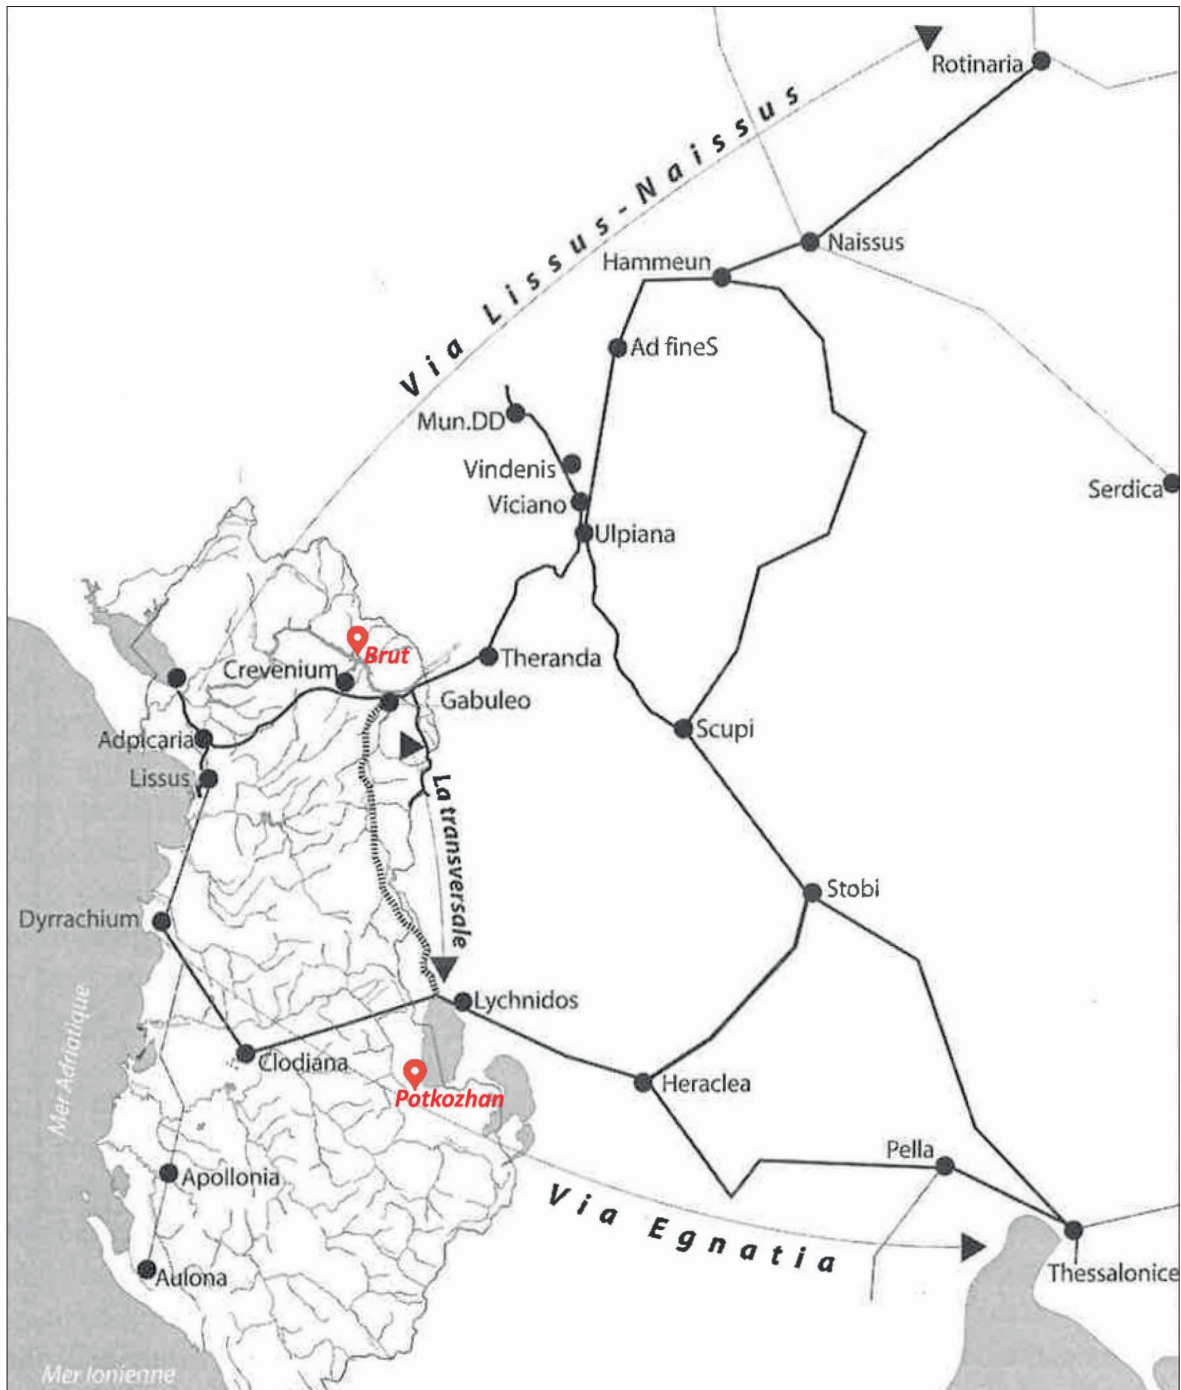 Rotinaria
Via Lissus-Naissus
Naissus
Hammeun
Ad fineS
Mun.DD
Vindenis
Viciano
Serdica
Ulpiana
Brut
Theranda
Crevenium
Gabuleo
Scupi
Adpicaria
Lissus
La transversale
Stobi
Dyrrachium
Lychnidos
Mer Adriatique
Clodiana
Heraclea
Potkozhan
Pella
Apollonia
Via Egnatia
Aulona
Thessalonice
Mer Ionienne